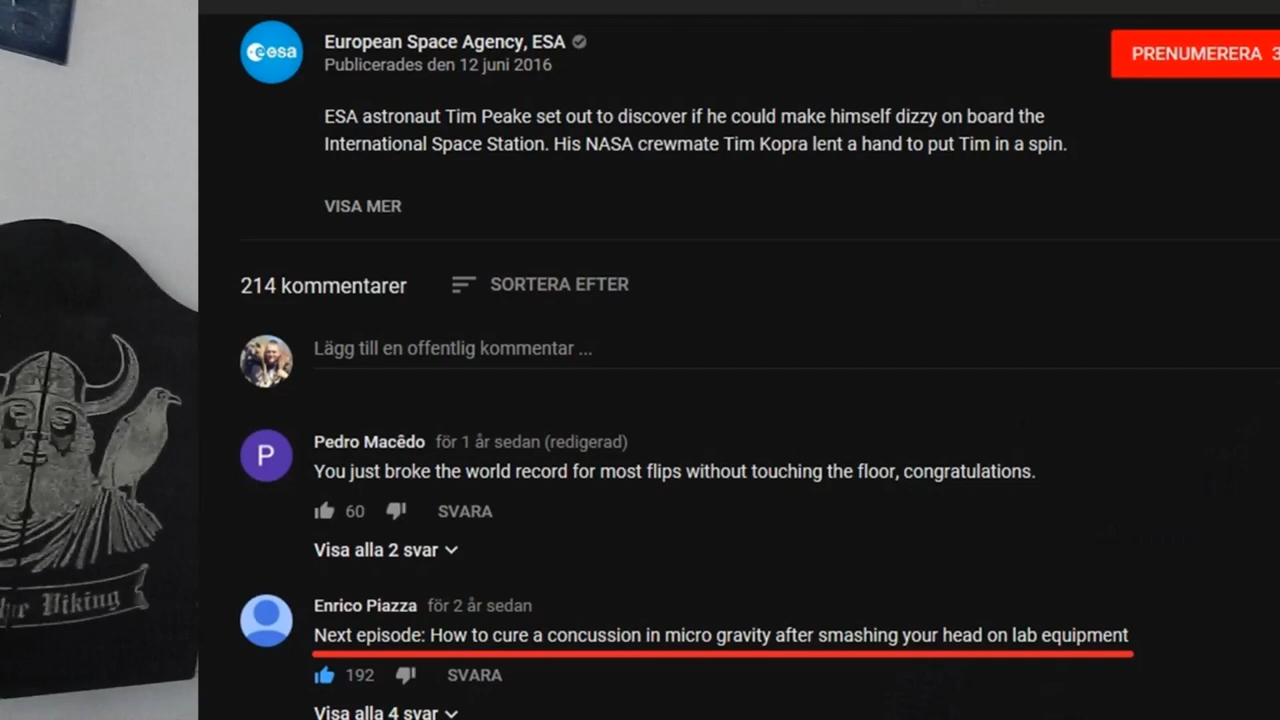 esa
European Space Agency, ESA
Publicerades den 12 juni 2016
PRENUMERERA 3
ESA astronaut Tim Peake set out to discover if he could make himself dizzy on board the
International Space Station. His NASA crewmate Tim Kopra lent a hand to put Tim in a spin.
VISA MER
214 kommentarer
SORTERA EFTER
Lägg till en offentlig kommentar ...
P
Pedro Macêdo för 1 år sedan (redigerad)
You just broke the world record for most flips without touching the floor, congratulations.
60
SVARA
Visa alla 2 svar
Enrico Piazza för 2 år sedan
Next episode: How to cure a concussion in micro gravity after smashing your head on lab equipment
192
SVARA
Visa alla 4 svar
Viking